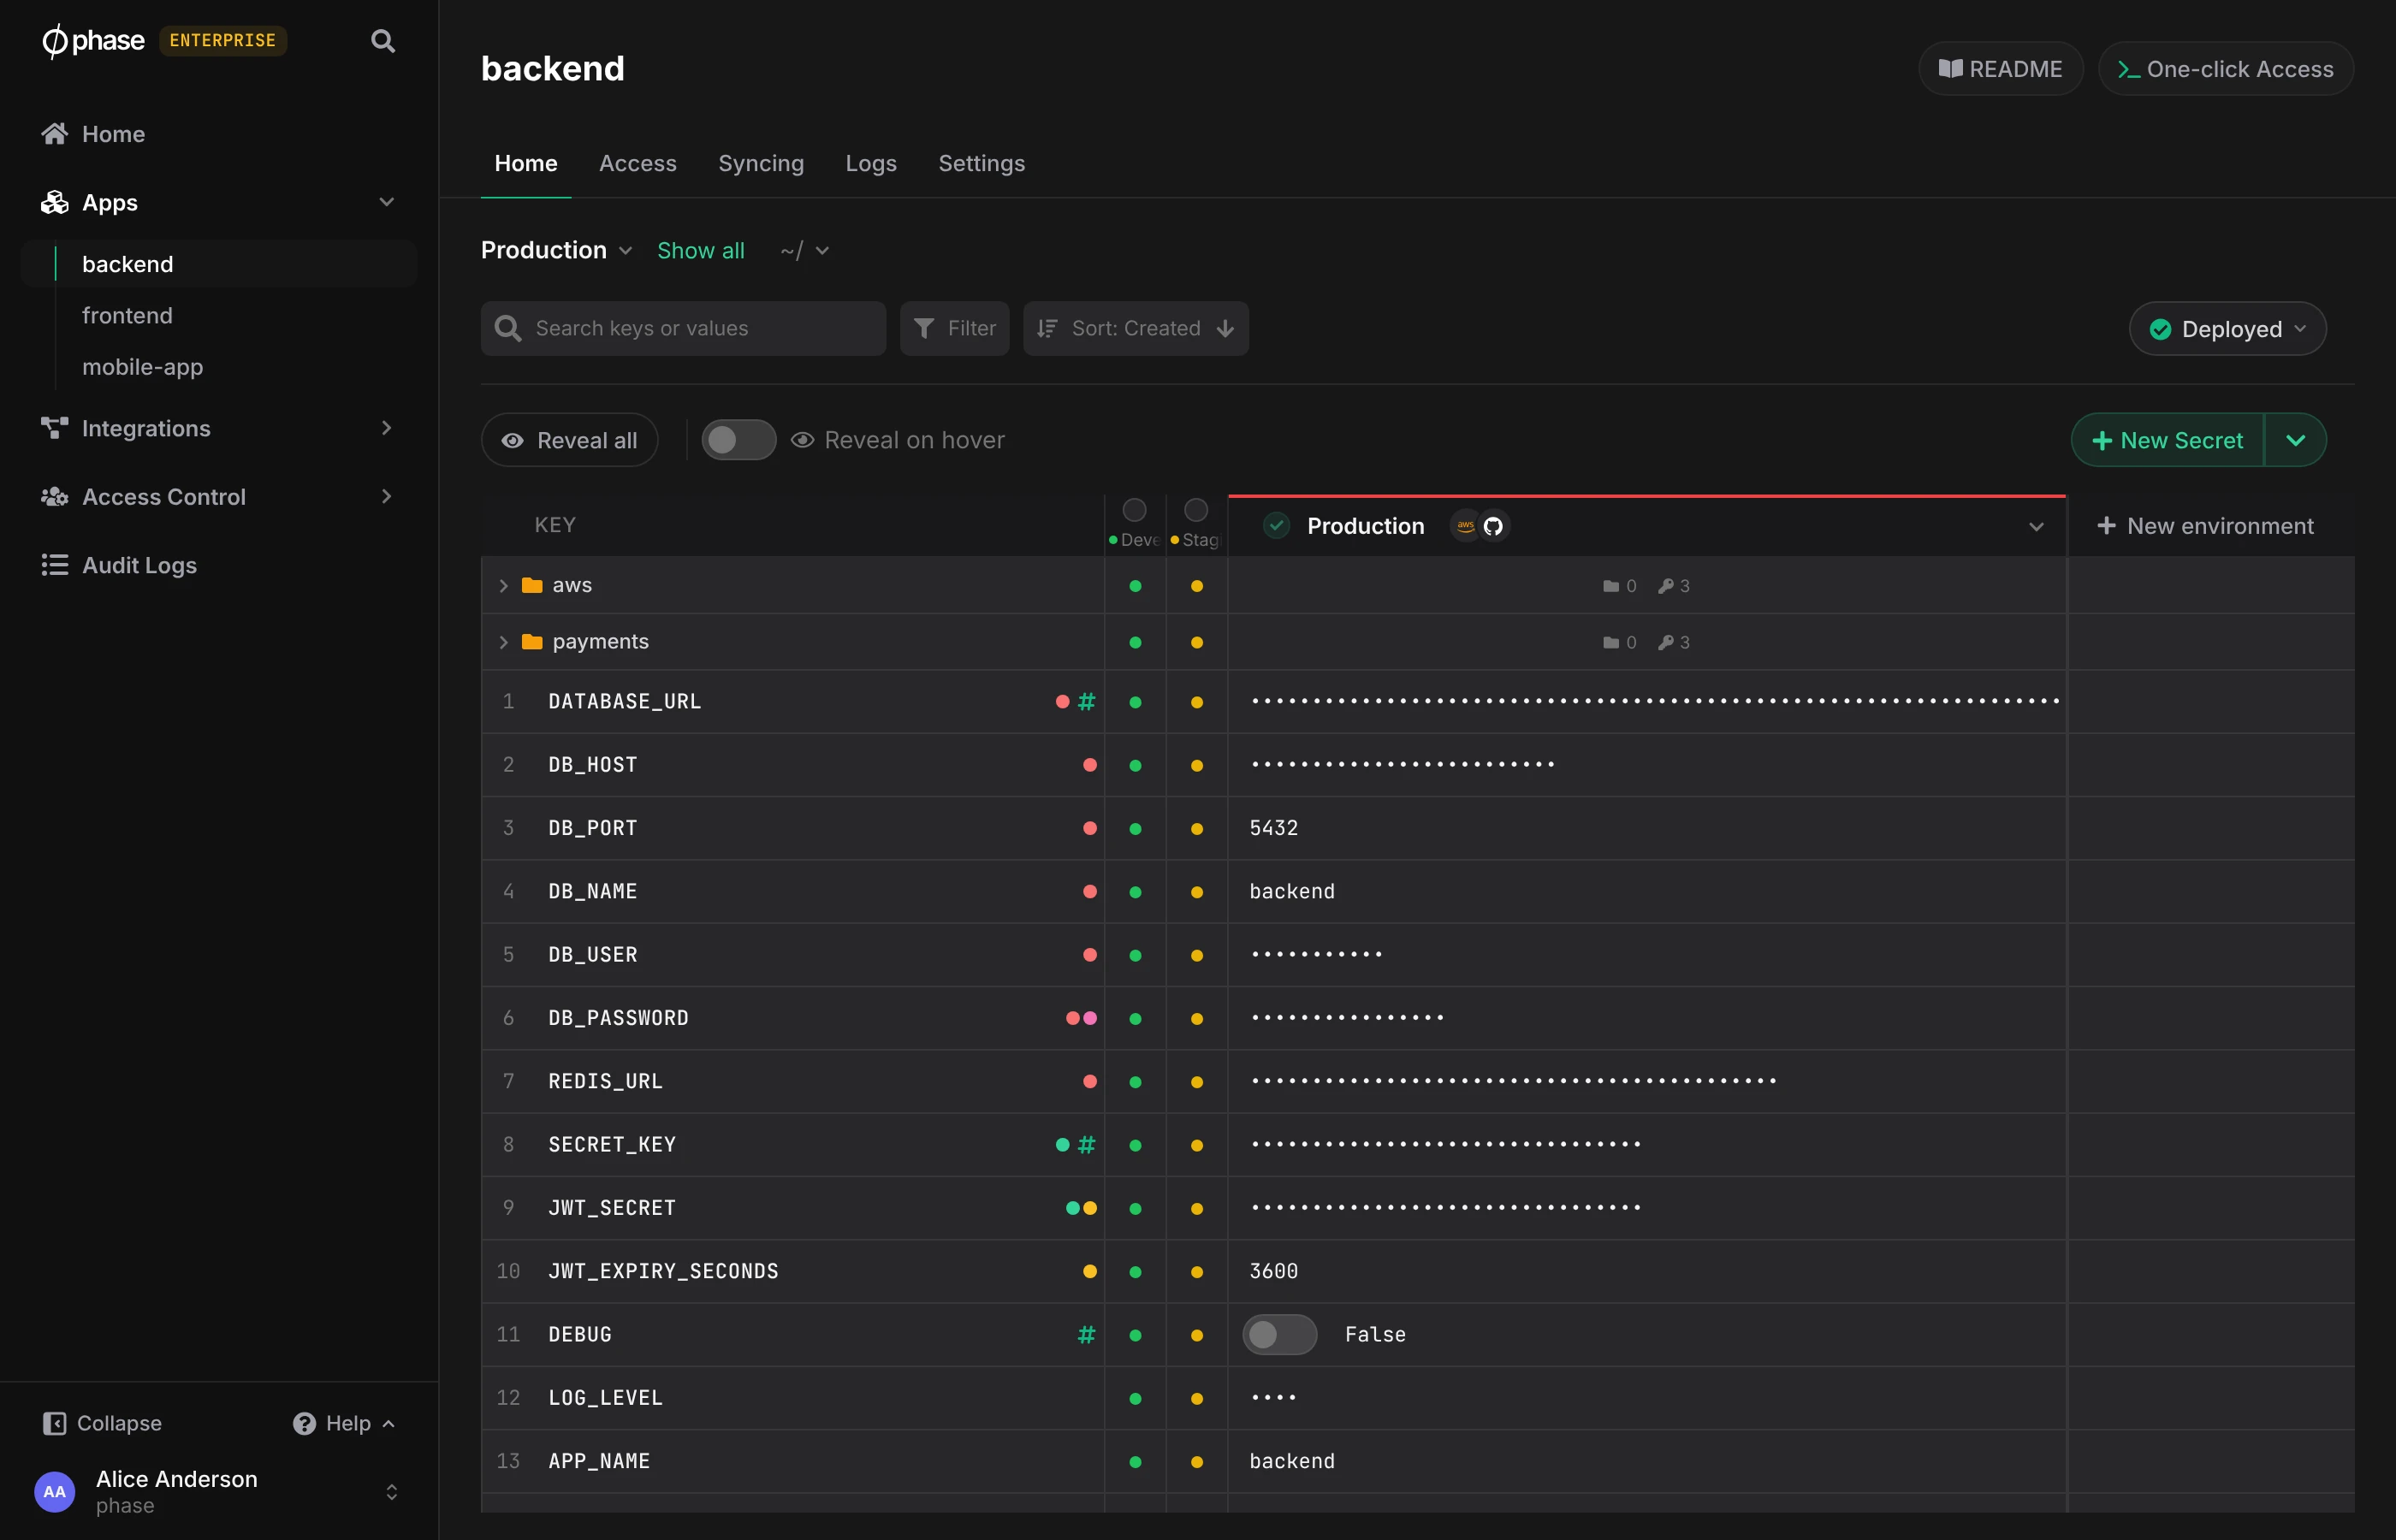 phase ENTERPRISE
Home
Apps
backend
frontend
mobile-app
Integrations
Access Control
Audit Logs
Collapse
Help
AA
Alice Anderson
phase
backend
README
One-click Access
Home Access Syncing Logs Settings
Production Show all ~/
Search keys or values
Filter
Sort: Created
Deployed
Reveal all
Reveal on hover
New Secret
KEY
Deve
Stag
Production
aws
New environment
aws 0 3
payments 0 3
1 DATABASE_URL #
2 DB_HOST
3 DB_PORT 5432
4 DB_NAME backend
5 DB_USER
6 DB_PASSWORD
7 REDIS_URL
8 SECRET_KEY #
9 JWT_SECRET
10 JWT_EXPIRY_SECONDS 3600
11 DEBUG # False
12 LOG_LEVEL
13 APP_NAME backend